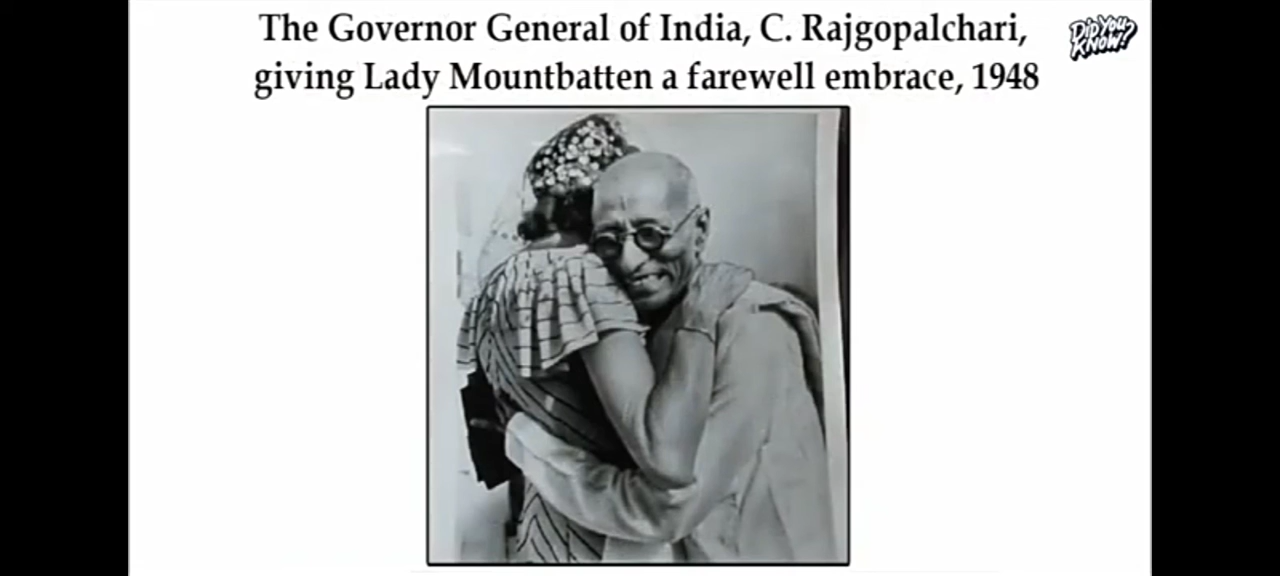 The Governor General of India, C. Rajgopalchari,
giving Lady Mountbatten a farewell embrace, 1948
DiD YOU
KNOW!?